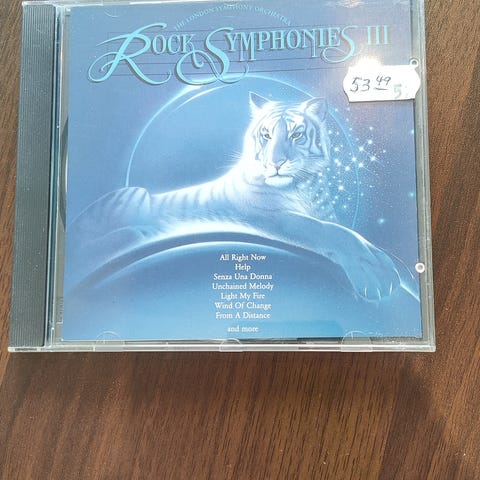 THE LONDON SYMPHONY ORCHESTRA
ROCK SYMPHONIES III
53 49 5
All Right Now
Help
Senza Una Donna
Unchained Melody
Light My Fire
Wind Of Change
From A Distance
and more